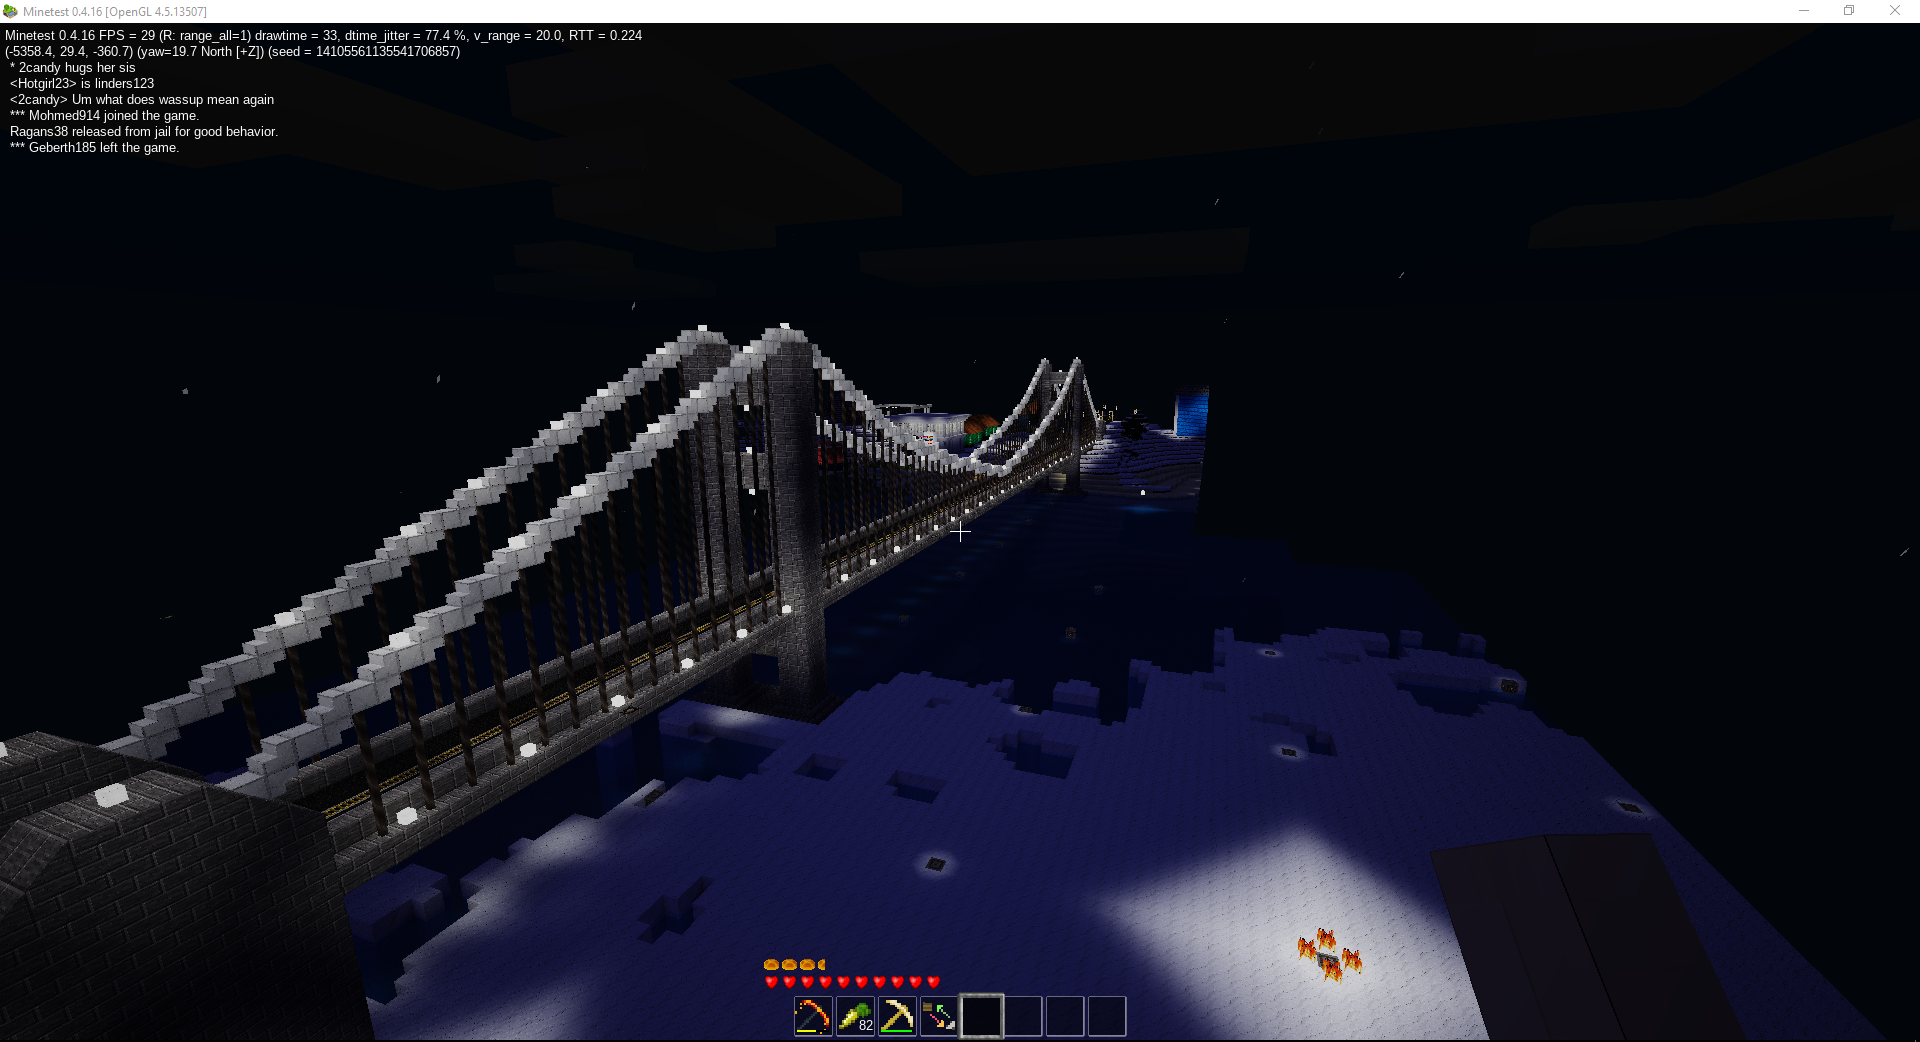 Minetest 0.4.16 [OpenGL 4.5.13507]
Minetest 0.4.16 FPS = 29 (R: range_all=1) drawtime = 33, dtime_jitter = 77.4 %, v_range = 20.0, RTT = 0.224
(-5358.4, 29.4, -360.7) (yaw=19.7 North [+Z]) (seed = 14105561135541706857)
* 2candy hugs her sis
<Hotgirl23> is linders123
<2candy> Um what does wassup mean again
*** Mohmed914 joined the game.
Ragans38 released from jail for good behavior.
*** Geberth185 left the game.
82